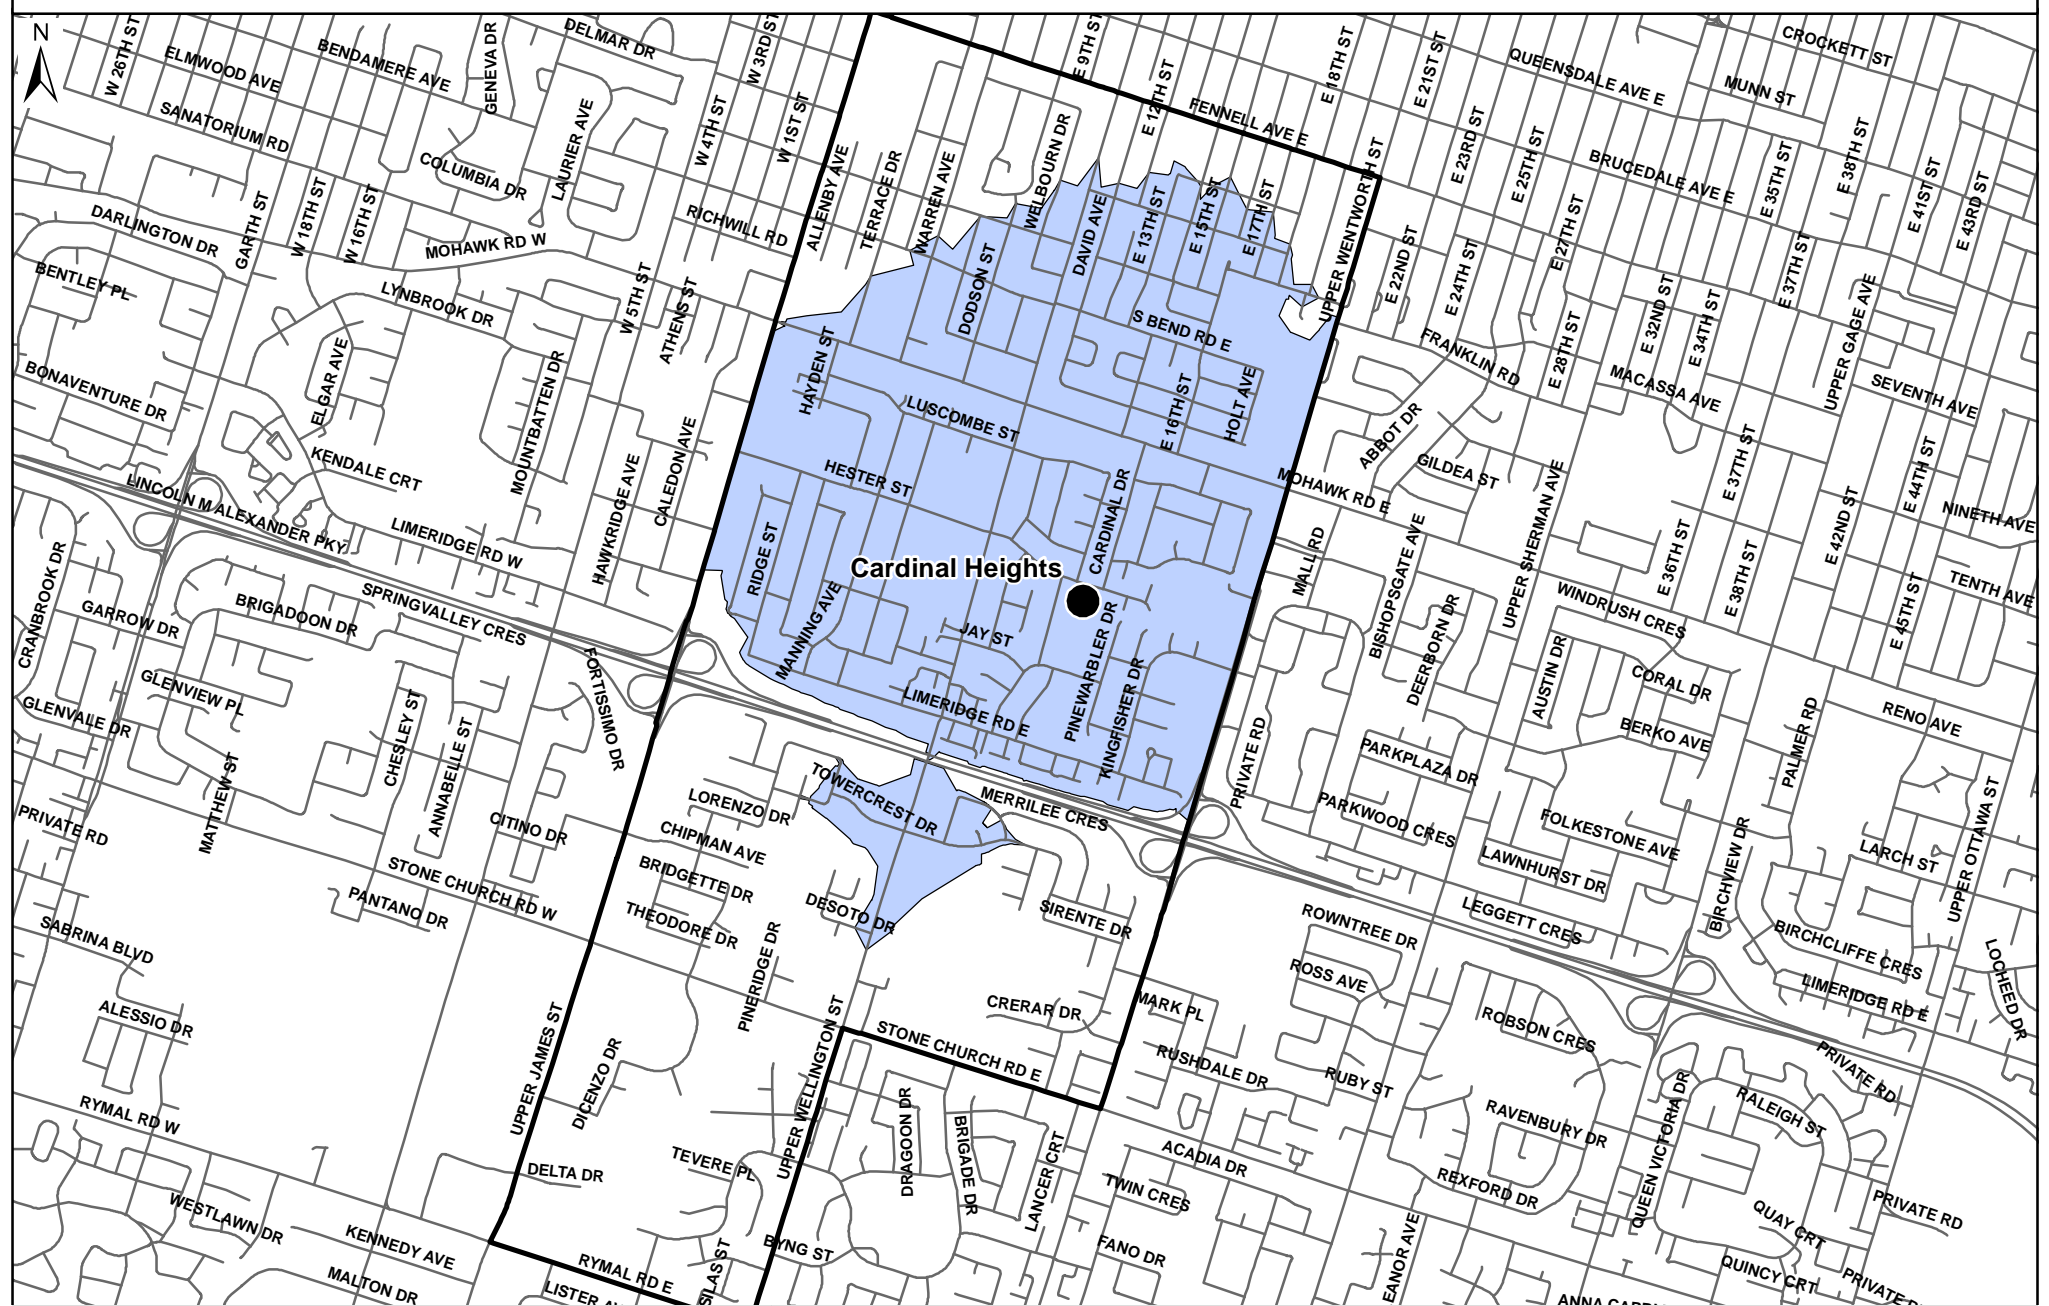 N
W 26TH ST
ELMWOOD AVE
BENDAMERE AVE
GENEVA DR
DELMAR DR
W 3RD ST
E 9TH ST
E 12TH ST
E 18TH ST
E 21ST ST
QUEENSDALE AVE E
CROCKETT ST
MUNN ST
SANATORIUM RD
COLUMBIA DR
LAURIER AVE
W 4TH ST
W 1ST ST
FENNELL AVE E
ALLENBY AVE
TERRACE DR
WARREN AVE
WELBOURN DR
DAVID AVE
E 13TH ST
E 15TH ST
E 17TH ST
UPPER WENTWORTH ST
E 23RD ST
E 25TH ST
BRUCEDALE AVE E
E 35TH ST
E 38TH ST
E 41ST ST
E 43RD ST
DARLINGTON DR
GARTH ST
W 18TH ST
W 16TH ST
MOHAWK RD W
RICHWILL RD
E 22ND ST
E 24TH ST
E 27TH ST
E 37TH ST
BENTLEY PL
LYNBROOK DR
W 5TH ST
ATHENS ST
DODSON ST
S BEND RD E
FRANKLIN RD
E 28TH ST
E 32ND ST
E 34TH ST
UPPER GAGE AVE
BONAVENTURE DR
ELGAR AVE
MOUNTBATTEN DR
HAYDEN ST
LUSCOMBE ST
E 16TH ST
HOLT AVE
ABBOT DR
MACASSA AVE
SEVENTH AVE
KENDALE CRT
CALEDON AVE
HESTER ST
CARDINAL DR
MOHAWK RD E
GILDEA ST
E 37TH ST
E 44TH ST
LINCOLN M ALEXANDER PKY
LIMERIDGE RD W
HAWKRIDGE AVE
RIDGE ST
Cardinal Heights
MALL RD
BISHOPSGATE AVE
UPPER SHERMAN AVE
E 36TH ST
E 38TH ST
E 42ND ST
NINETH AVE
CRANBROOK DR
GARROW DR
BRIGADOON DR
SPRINGVALLEY CRES
MANNING AVE
JAY ST
PINEWARBLER DR
KINGFISHER DR
DEERBORN DR
WINDRUSH CRES
E 45TH ST
TENTH AVE
GLENVIEW PL
GLENVALE DR
CHESLEY ST
ANNABELLE ST
FORTISSIMO DR
LIMERIDGE RD E
AUSTIN DR
CORAL DR
BERKO AVE
PALMER RD
RENO AVE
MATTHEW ST
PRIVATE RD
CITINO DR
LORENZO DR
TOWERCREST DR
MERRILEE CRES
PRIVATE RD
PARKPLAZA DR
PARKWOOD CRES
FOLKESTONE AVE
LAWNHURST DR
BIRCHVIEW DR
LARCH ST
UPPER OTTAWA ST
STONE CHURCH RD W
CHIPMAN AVE
BRIDGETTE DR
THEODORE DR
DESOTO DR
SIRENTE DR
PANTANO DR
SABRINA BLVD
ROWNTREE DR
LEGGETT CRES
BIRCHCLIFFE CRES
LOCHEED DR
ALESSIO DR
PINERIDGE DR
CRERAR DR
MARK PL
ROSS AVE
LIMERIDGE RD E
UPPER JAMES ST
DICENZO DR
UPPER WELLINGTON ST
STONE CHURCH RD E
RUSHDALE DR
RUBY ST
ROBSON CRES
PRIVATE RD
RYMAL RD W
DRAGOON DR
BRIGADE DR
LANCER CRT
ACADIA DR
RAVENBURY DR
QUEEN VICTORIA DR
RALEIGH ST
DELTA DR
TEVERE PL
TWIN CRES
REXFORD DR
WESTLAWN DR
KENNEDY AVE
MALTON DR
RYMAL RD E
SILAS ST
BYNG ST
FANO DR
EANOR AVE
QUAY CRT
PRIVATE RD
QUINCY CRT
LISTER AV
PRIVATE